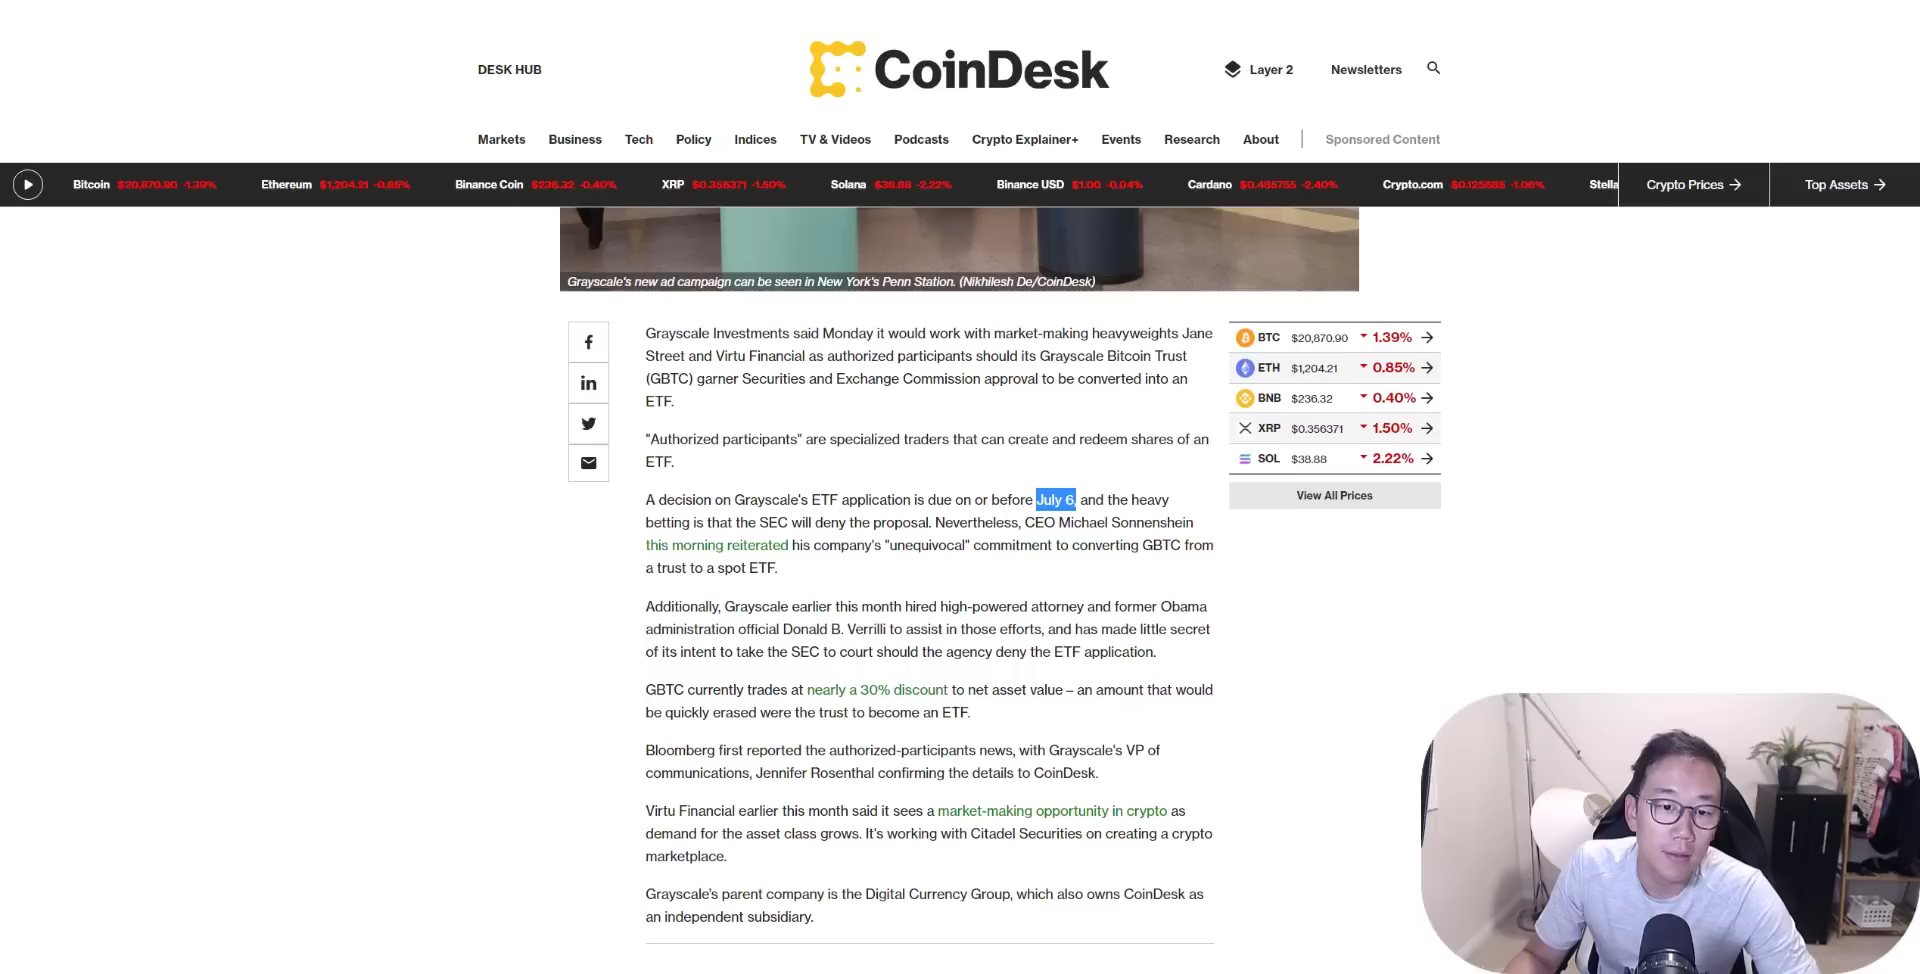 DESK HUB
CoinDesk
Layer 2
Newsletters
Markets
Business
Tech
Policy
Indices
TV & Videos
Podcasts
Crypto Explainer+
Events
Research
About
Sponsored Content
Bitcoin $20,870.90 -1.39%
Ethereum $1,204.21 -0.85%
Binance Coin $236.32 -0.40%
XRP $0.356371 -1.50%
Solana $38.88 -2.22%
Binance USD $1.00 -0.04%
Cardano $0.485755 -2.40%
Crypto.com $0.125885 -1.06%
Stella
Crypto Prices
Top Assets
Grayscale's new ad campaign can be seen in New York's Penn Station. (Nikhilesh De/CoinDesk)
Grayscale Investments said Monday it would work with market-making heavyweights Jane
Street and Virtu Financial as authorized participants should its Grayscale Bitcoin Trust
(GBTC) garner Securities and Exchange Commission approval to be converted into an
ETF.
"Authorized participants" are specialized traders that can create and redeem shares of an
ETF.
A decision on Grayscale's ETF application is due on or before July 6, and the heavy
betting is that the SEC will deny the proposal. Nevertheless, CEO Michael Sonnenshein
this morning reiterated his company's "unequivocal" commitment to converting GBTC from
a trust to a spot ETF.
Additionally, Grayscale earlier this month hired high-powered attorney and former Obama
administration official Donald B. Verrilli to assist in those efforts, and has made little secret
of its intent to take the SEC to court should the agency deny the ETF application.
GBTC currently trades at nearly a 30% discount to net asset value – an amount that would
be quickly erased were the trust to become an ETF.
Bloomberg first reported the authorized-participants news, with Grayscale's VP of
communications, Jennifer Rosenthal confirming the details to CoinDesk.
Virtu Financial earlier this month said it sees a market-making opportunity in crypto as
demand for the asset class grows. It's working with Citadel Securities on creating a crypto
marketplace.
Grayscale's parent company is the Digital Currency Group, which also owns CoinDesk as
an independent subsidiary.
BTC $20,870.90 1.39%
ETH $1,204.21 0.85%
BNB $236.32 0.40%
XRP $0.356371 1.50%
SOL $38.88 2.22%
View All Prices